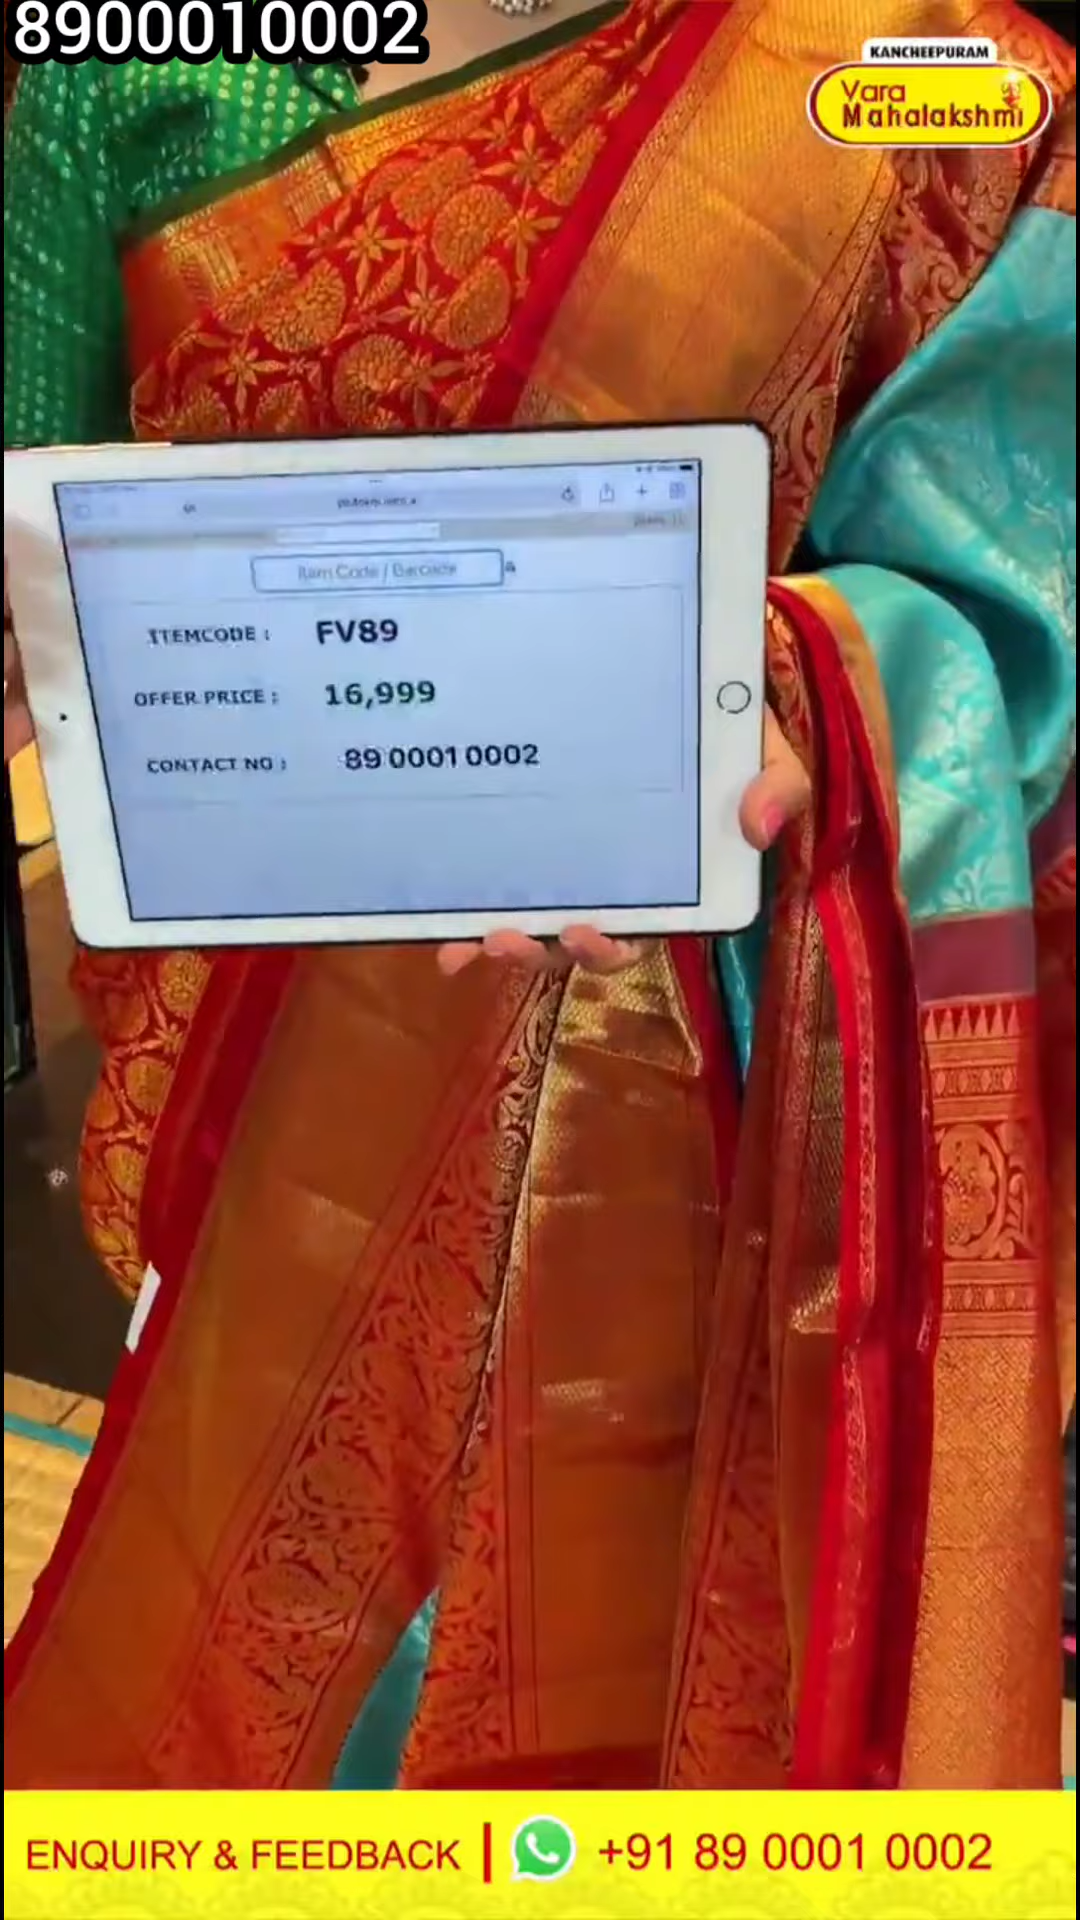 8900010002
KANCHEEPURAM
Vara
Mahalakshmi
Item Code / Barcode
ITEMCODE : FV89
OFFER PRICE : 16,999
CONTACT NO : 89 0001 0002
ENQUIRY & FEEDBACK | +91 89 0001 0002